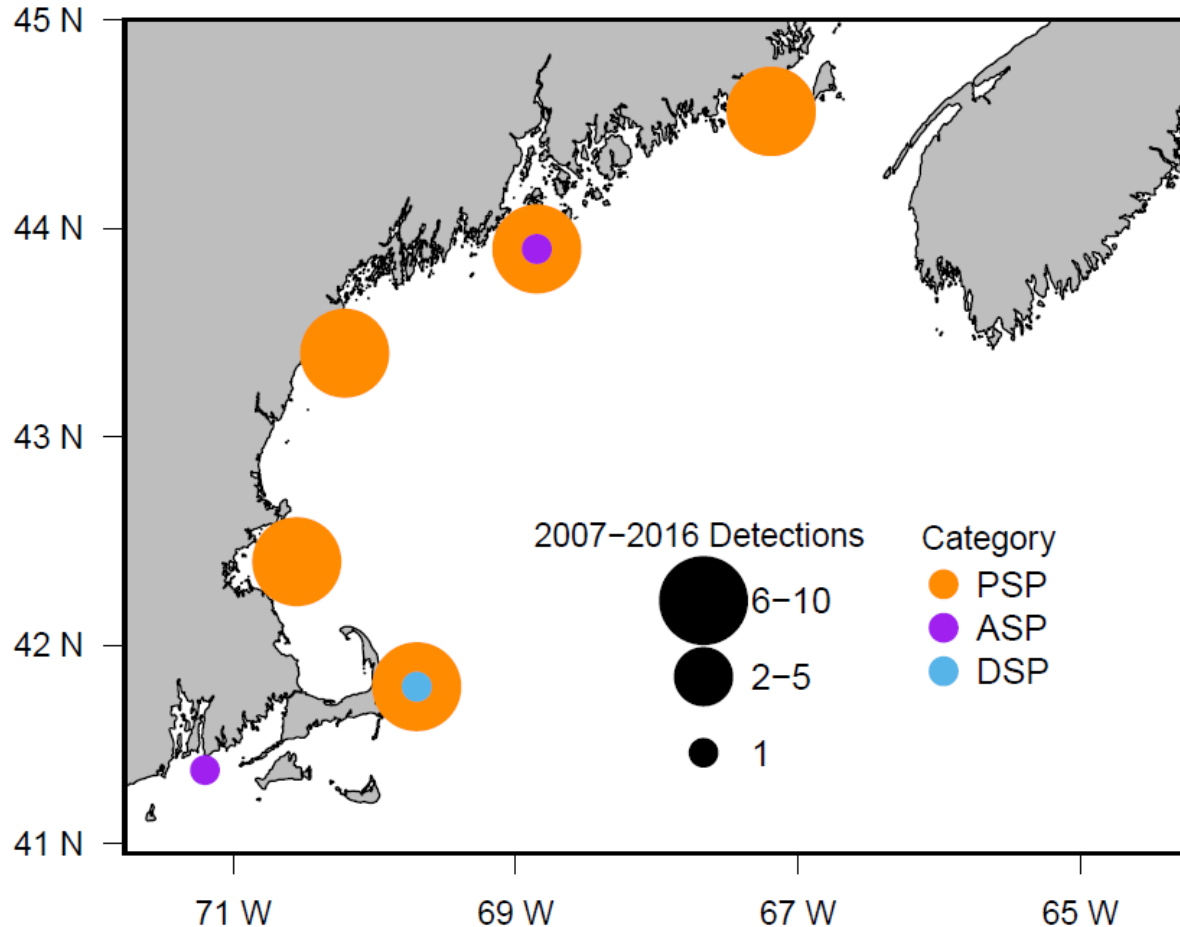 45 N
44 N
43 N
42 N
41 N
2007−2016 Detections
6−10
2−5
1
Category
PSP
ASP
DSP
71 W
69 W
67 W
65 W